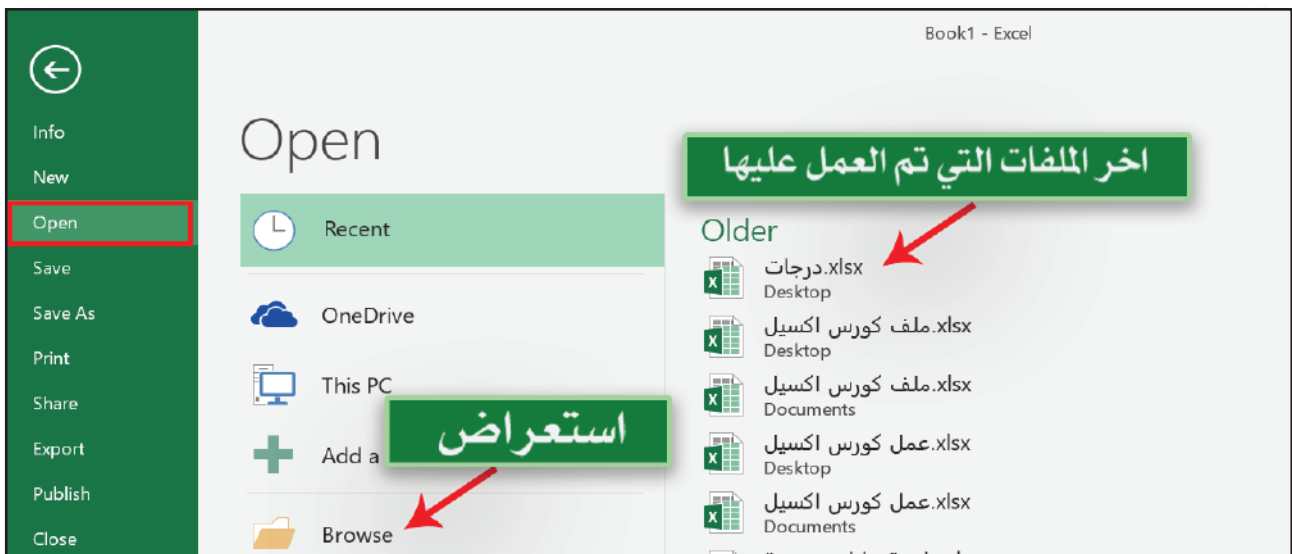 Book1 - Excel
Info
New
Open
Save
Save As
Print
Share
Export
Publish
Close
Open
Recent
OneDrive
This PC
Add a
استعراض
Browse
اخر الملفات التي تم العمل عليها
Older
درجات.xlsx
Desktop
ملف كورس اكسيل.xlsx
Desktop
ملف كورس اكسيل.xlsx
Documents
عمل كورس اكسيل.xlsx
Desktop
عمل كورس اكسيل.xlsx
Documents